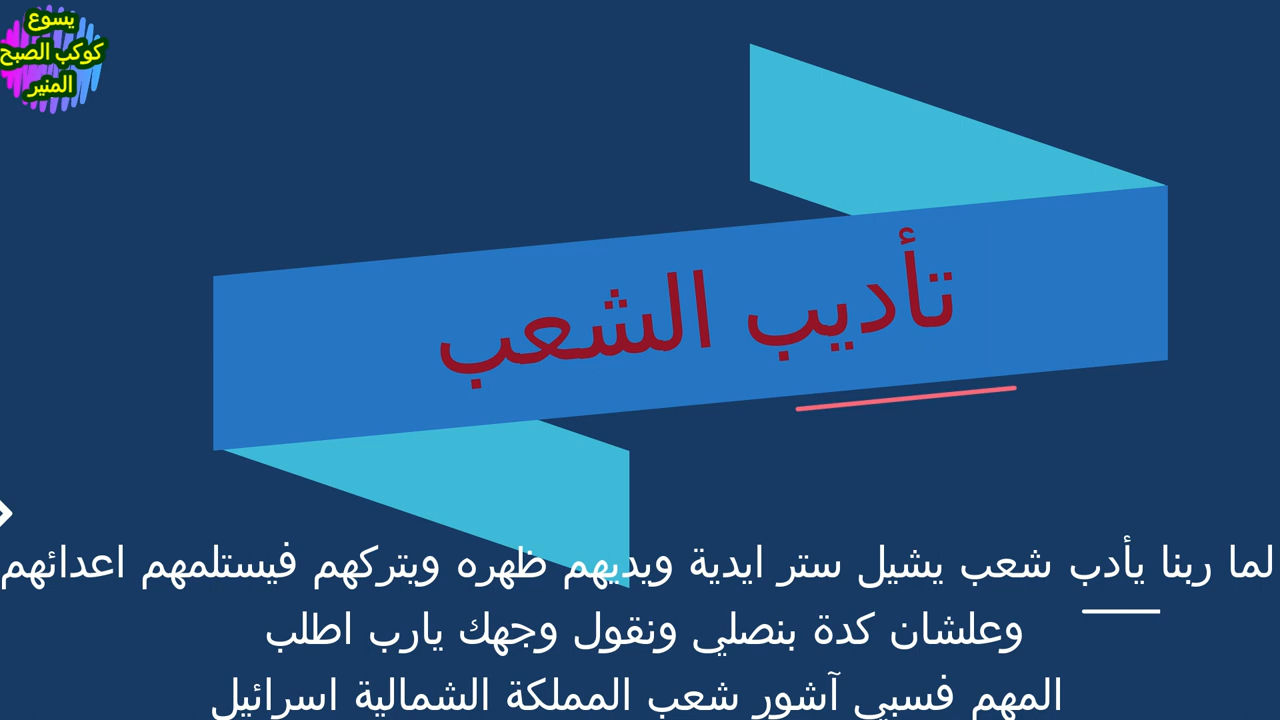 يسوع
كوكب الصبح
المنير
تأديب الشعب
لما ربنا يأدب شعب يشيل ستر ايدية ويديهم ظهره ويتركهم فيستلمهم اعدائهم
وعلشان كدة بنصلي ونقول وجهك يارب اطلب
المهم فسبي آشور شعب المملكة الشمالية اسرائيل